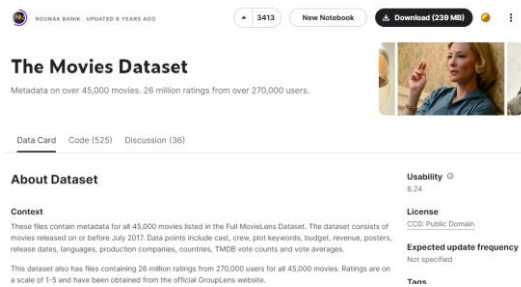 ROUNAK BANIK · UPDATED 6 YEARS AGO
3413
New Notebook
Download (239 MB)
The Movies Dataset
Metadata on over 45,000 movies. 26 million ratings from over 270,000 users.
Data Card Code (525) Discussion (36)
About Dataset
Context
These files contain metadata for all 45,000 movies listed in the Full MovieLens Dataset. The dataset consists of
movies released on or before July 2017. Data points include cast, crew, plot keywords, budget, revenue, posters,
release dates, languages, production companies, countries, TMDB vote counts and vote averages.
This dataset also has files containing 26 million ratings from 270,000 users for all 45,000 movies. Ratings are on
a scale of 1-5 and have been obtained from the official GroupLens website.
Usability
8.24
License
CC0: Public Domain
Expected update frequency
Not specified
Tags